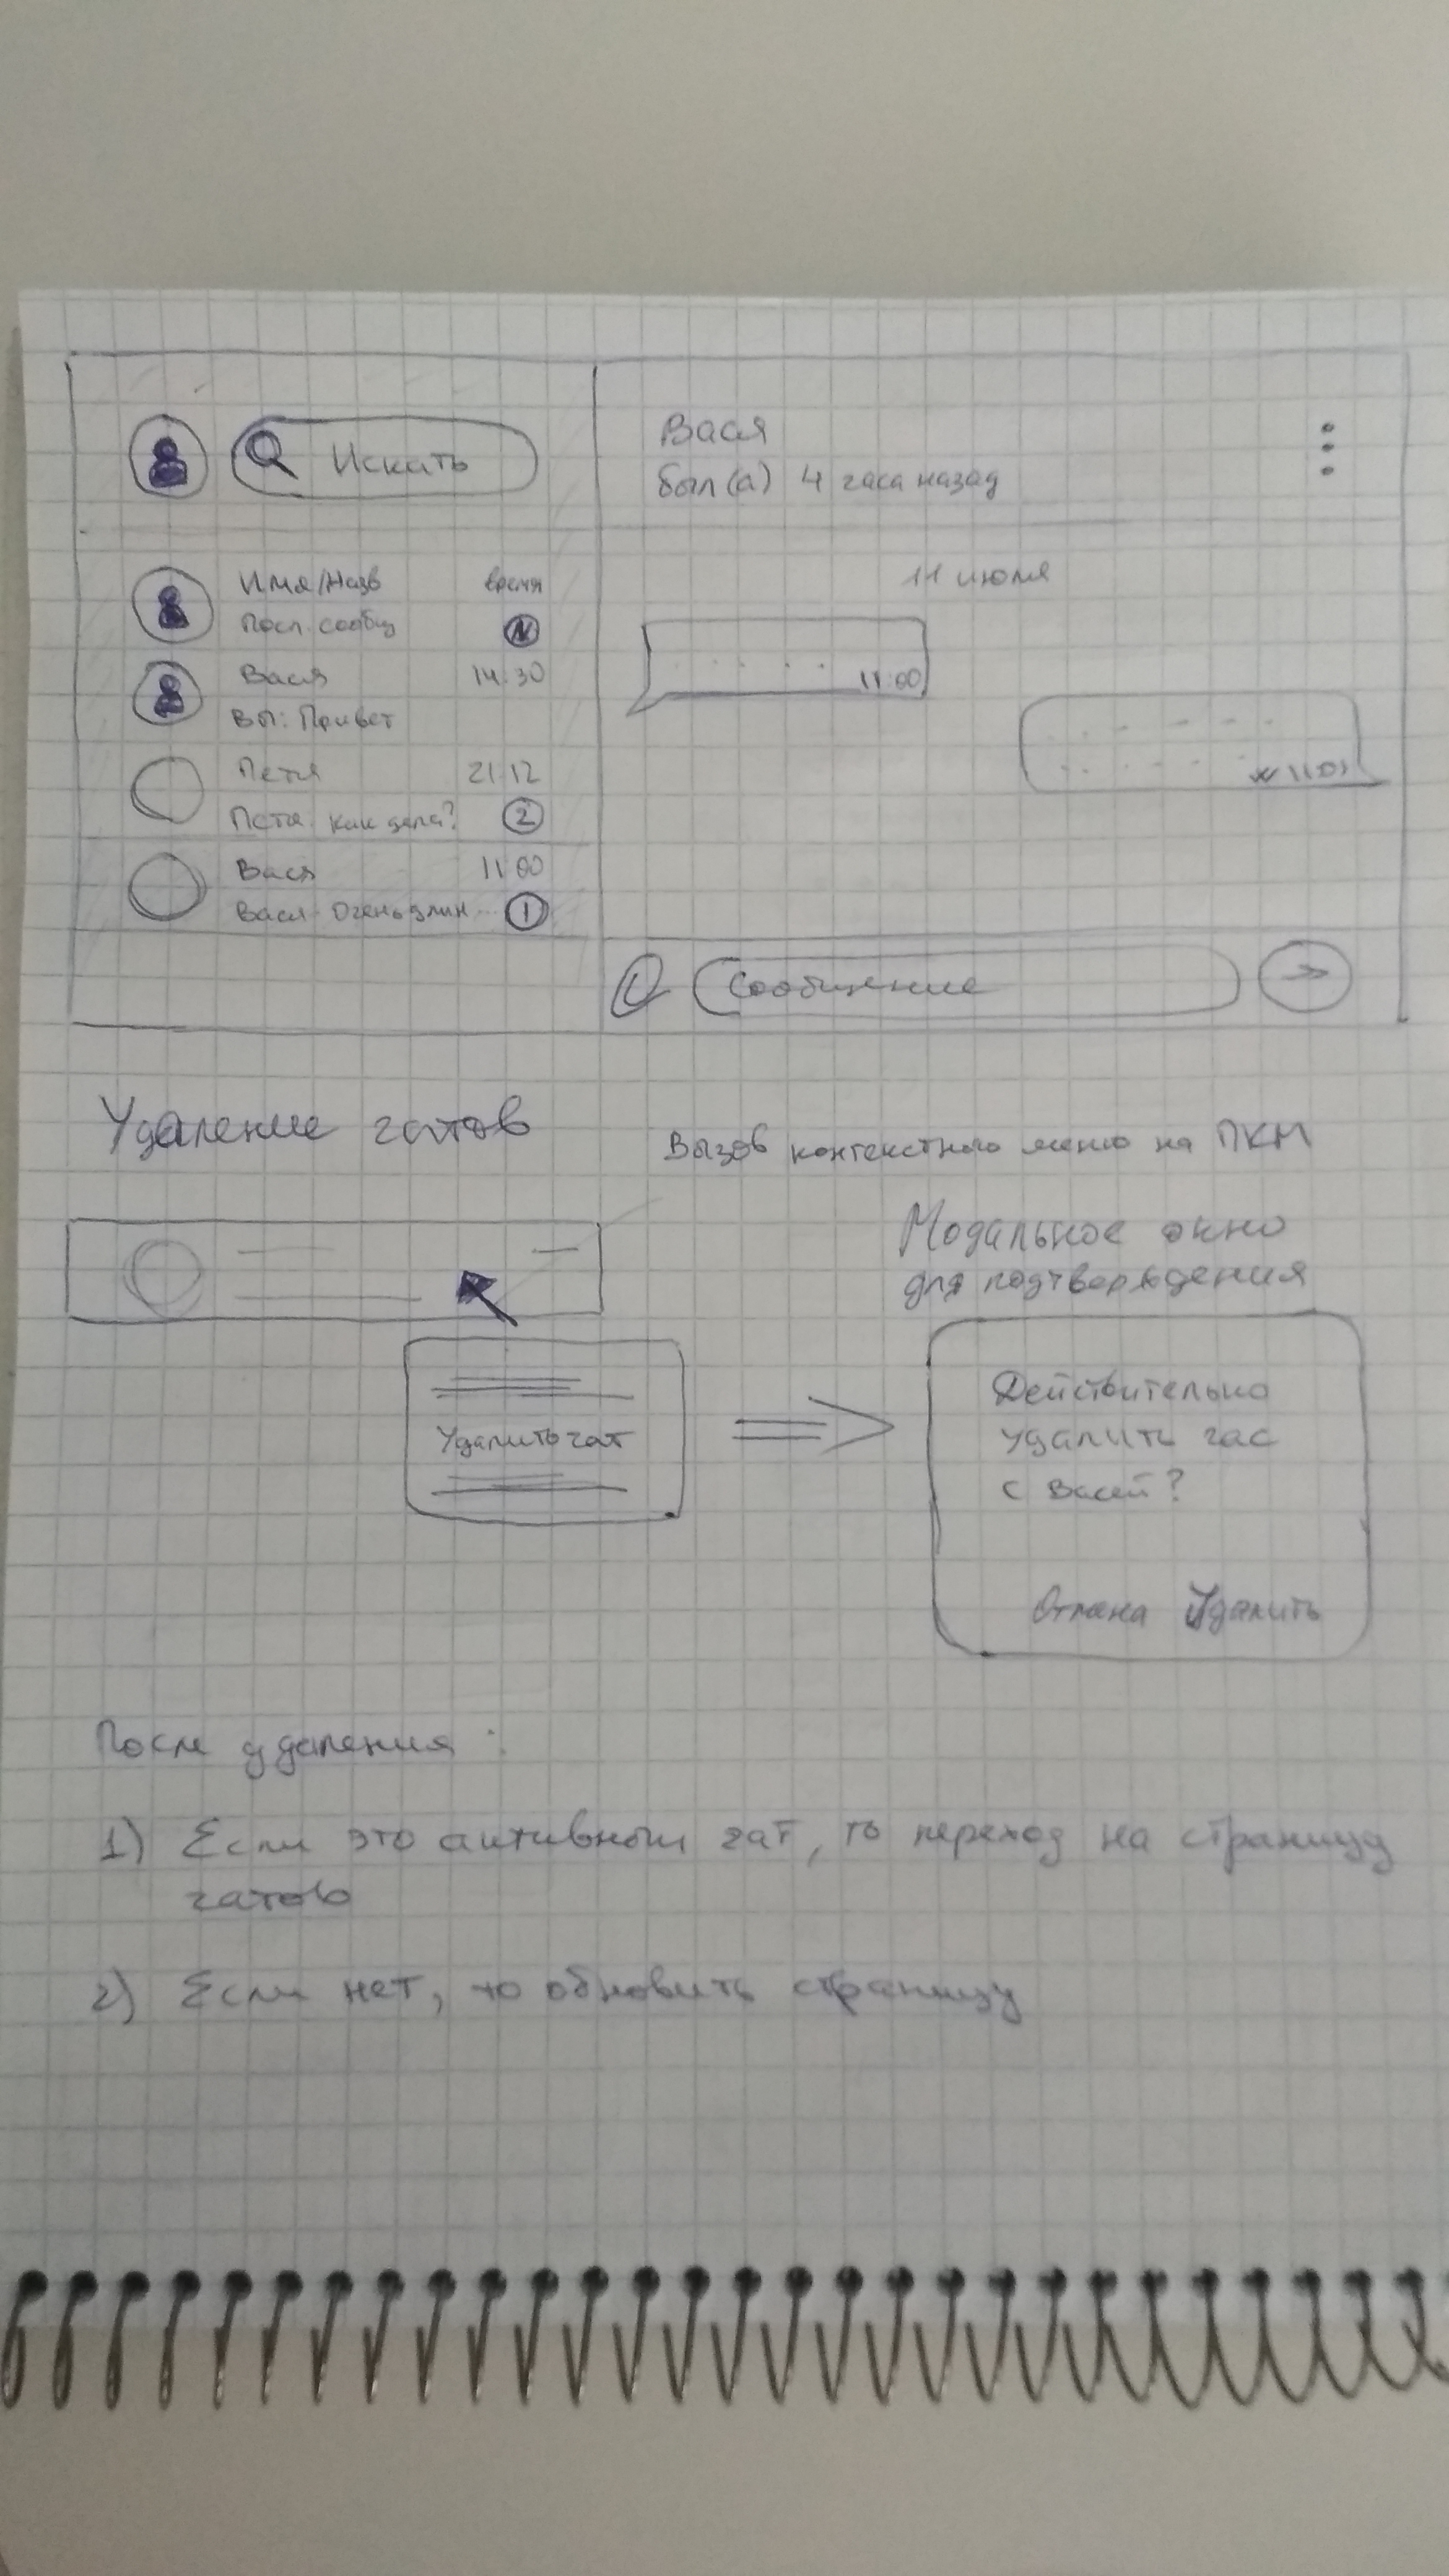 Искать
Имя/Назв время
Посл. сообщ N
Вася 14:30
Вы: Привет
Петя 21:12
Петя: как дела? 2
Вася 11:00
Вася: Очень длин... 1
Вася
был(а) 4 часа назад
11 июля
11:00
11:01
Сообщение
Удаление чатов
Вызов контекстного меню на ПКМ
Удалить чат
Модальное окно
для подтверждения
Действительно
удалить час
с Васей?
Отмена Удалить
После удаления:
1) Если это активный чат, то переход на страницу
чатов
2) Если нет, то обновить страницу